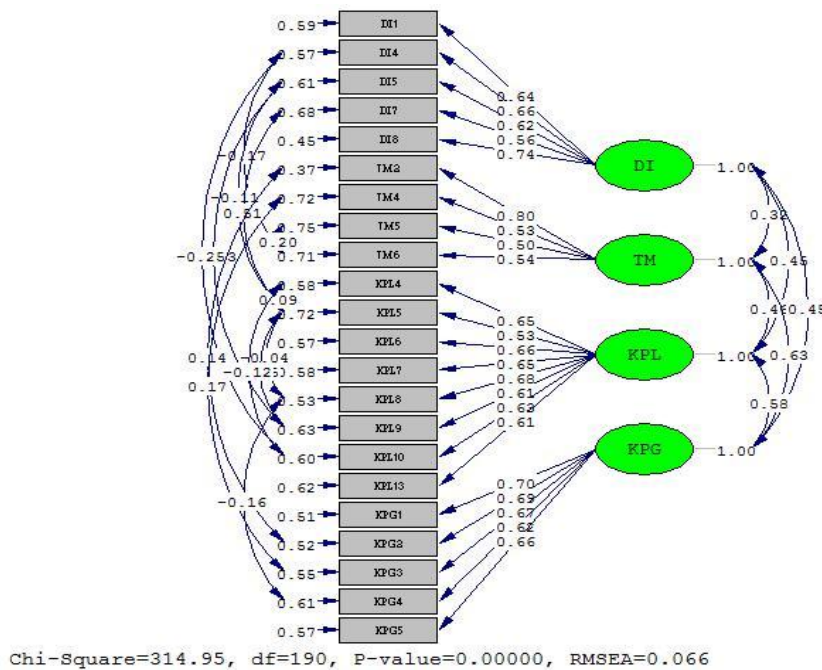 0.59 DI1
0.57 DI4
0.61 DI5
0.68 DI7
0.45 DI8
0.37 TM2
0.72 TM4
0.75 TM5
0.71 TM6
0.58 KPL4
0.72 KPL5
0.57 KPL6
0.58 KPL7
0.53 KPL8
0.63 KPL9
0.60 KPL10
0.62 KPL13
0.51 KPG1
0.52 KPG2
0.55 KPG3
0.61 KPG4
0.57 KPG5
-0.17
-0.11
0.20
0.09
0.14
-0.04
0.17
-0.16
0.64
0.66
0.62
0.56
0.74
0.80
0.53
0.50
0.54
0.65
0.53
0.66
0.65
0.68
0.61
0.63
0.61
0.70
0.69
0.67
0.62
0.66
DI 1.00
TM 1.00
KPL 1.00
KPG 1.00
0.32
0.45
0.63
0.58
Chi-Square=314.95, df=190, P-value=0.00000, RMSEA=0.066